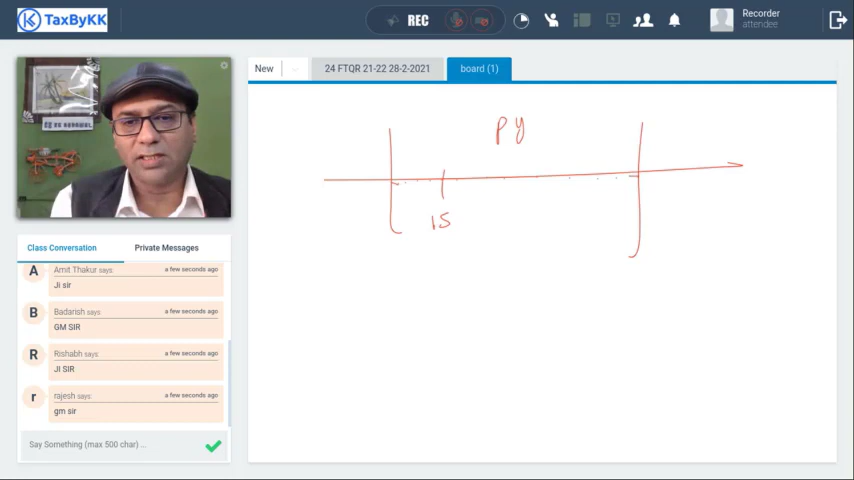 TaxByKK
REC
Recorder
attendee
New
24 FTQR 21-22 28-2-2021
board (1)
py
15
Class Conversation
Private Messages
A
Amit Thakur says:
a few seconds ago
Ji sir
B
Badarish says:
a few seconds ago
GM SIR
R
Rishabh says:
a few seconds ago
JI SIR
r
rajesh says:
a few seconds ago
gm sir
Say Something (max 500 char) ...